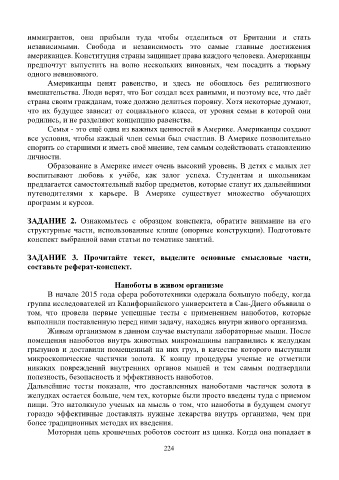 иммигрантов, они прибыли туда чтобы отделиться от Британии и стать
независимыми. Свобода и независимость это самые главные достижения
американцев. Конституция страны защищает права каждого человека. Американцы
предпочтут выпустить на волю нескольких виновных, чем посадить а тюрьму
одного невиновного.
Американцы ценят равенство, и здесь не обошлось без религиозного
вмешательства. Люди верят, что Бог создал всех равными, и поэтому все, что даёт
страна своим гражданам, тоже должно делиться поровну. Хотя некоторые думают,
что их будущее зависит от социального класса, от уровня семьи в которой они
родились, и не разделяют концепцию равенства.
Семья - это ещё одна из важных ценностей в Америке. Американцы создают
все условия, чтобы каждый член семьи был счастлив. В Америке позволительно
спорить со старшими и иметь своё мнение, тем самым содействовать становлению
личности.
Образование в Америке имеет очень высокий уровень. В детях с малых лет
воспитывают любовь к учёбе, как залог успеха. Студентам и школьникам
предлагается самостоятельный выбор предметов, которые станут их дальнейшими
путеводителями к карьере. В Америке существует множество обучающих
программ и курсов.
ЗАДАНИЕ 2. Ознакомьтесь с образцом конспекта, обратите внимание на его
структурные части, использованные клише (опорные конструкции). Подготовьте
конспект выбранной вами статьи по тематике занятий.
ЗАДАНИЕ 3. Прочитайте текст, выделите основные смысловые части,
составьте реферат-конспект.
Наноботы в живом организме
В начале 2015 года сфера робототехники одержала большую победу, когда
группа исследователей из Калифорнийского университета в Сан-Диего объявила о
том, что провела первые успешные тесты с применением наноботов, которые
выполнили поставленную перед ними задачу, находясь внутри живого организма.
Живым организмом в данном случае выступали лабораторные мыши. После
помещения наноботов внутрь животных микромашины направились к желудкам
грызунов и доставили помещенный на них груз, в качестве которого выступали
микроскопические частички золота. К концу процедуры ученые не отметили
никаких повреждений внутренних органов мышей и тем самым подтвердили
полезность, безопасность и эффективность наноботов.
Дальнейшие тесты показали, что доставленных наноботами частичек золота в
желудках остается больше, чем тех, которые были просто введены туда с приемом
пищи. Это натолкнуло ученых на мысль о том, что наноботы в будущем смогут
гораздо эффективные доставлять нужные лекарства внутрь организма, чем при
более традиционных методах их введения.
Моторная цепь крошечных роботов состоит из цинка. Когда она попадает в
224